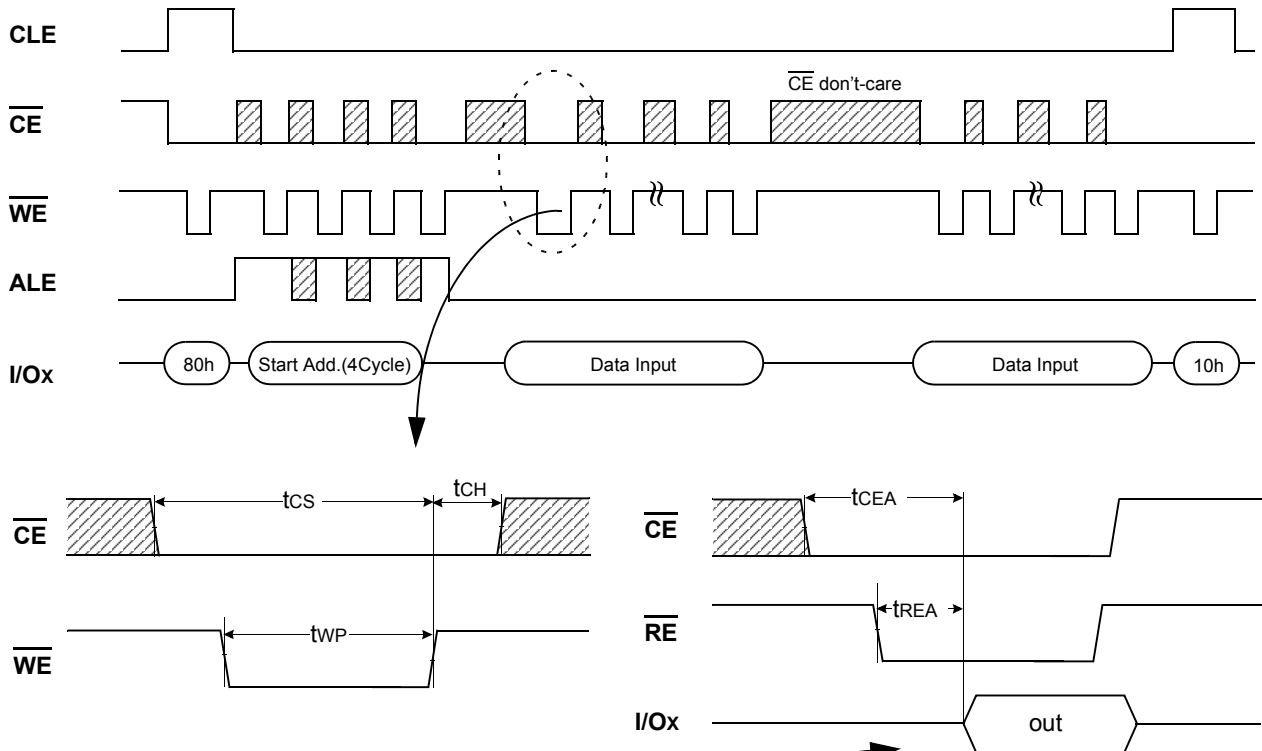 CLE
CE don't-care
CE
WE
ALE
I/Ox 80h Start Add.(4Cycle) Data Input Data Input 10h
tCS tCH
CE
tWP
WE
tCEA
CE
tREA
RE
I/Ox out